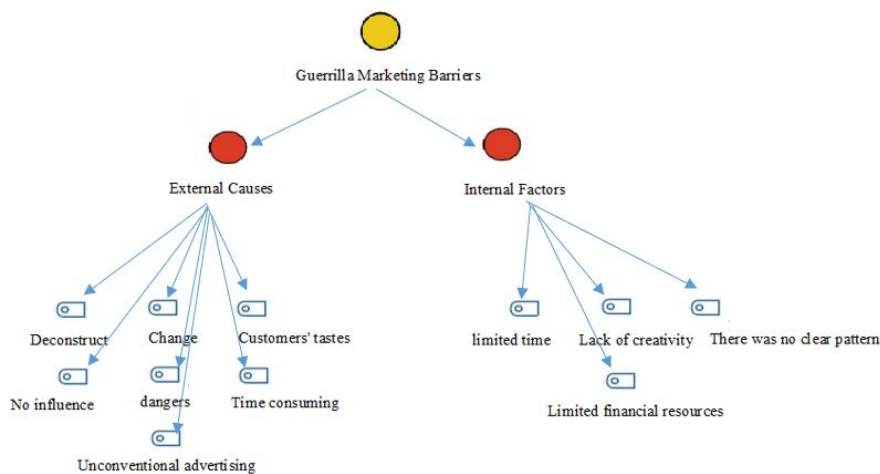 Guerrilla Marketing Barriers
External Causes
Internal Factors
Deconstruct
Change
Customers' tastes
limited time
Lack of creativity
There was no clear pattern
No influence
dangers
Time consuming
Limited financial resources
Unconventional advertising